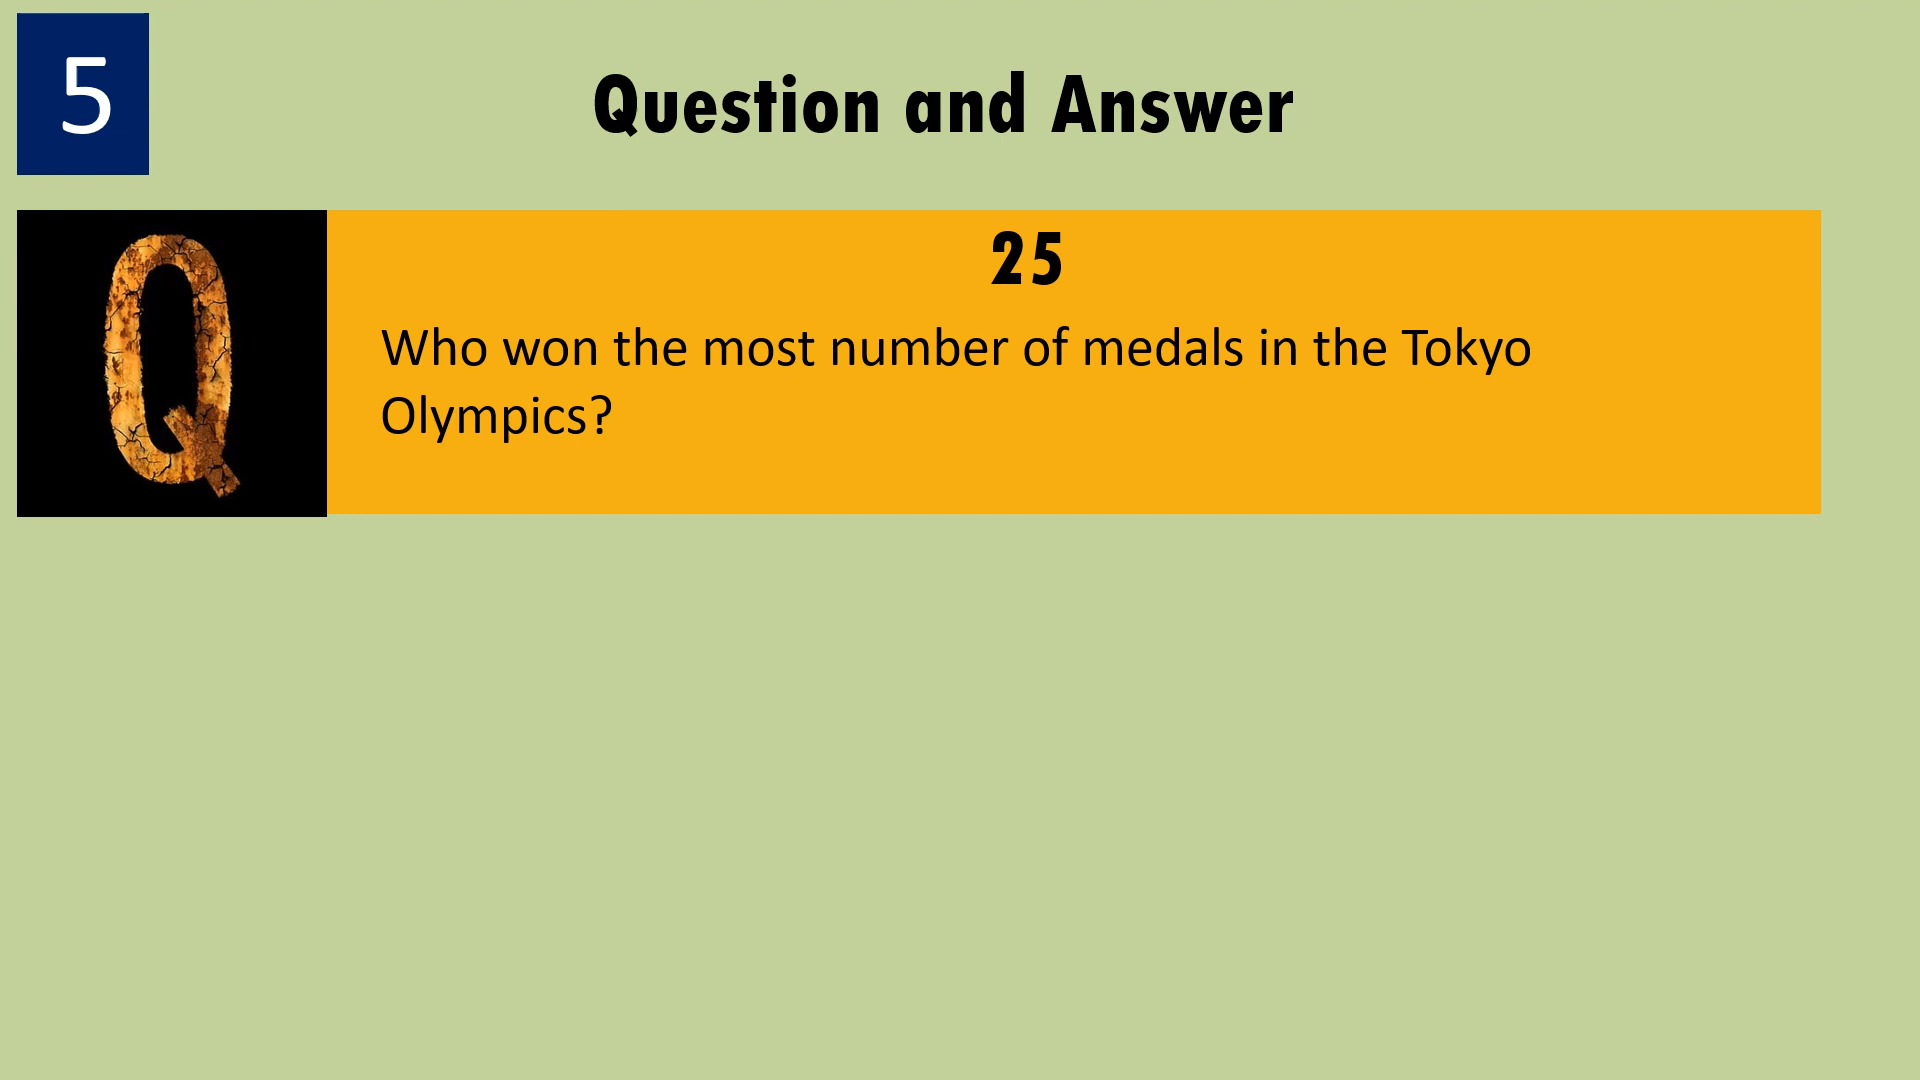 5
Question and Answer
Q
25
Who won the most number of medals in the Tokyo
Olympics?